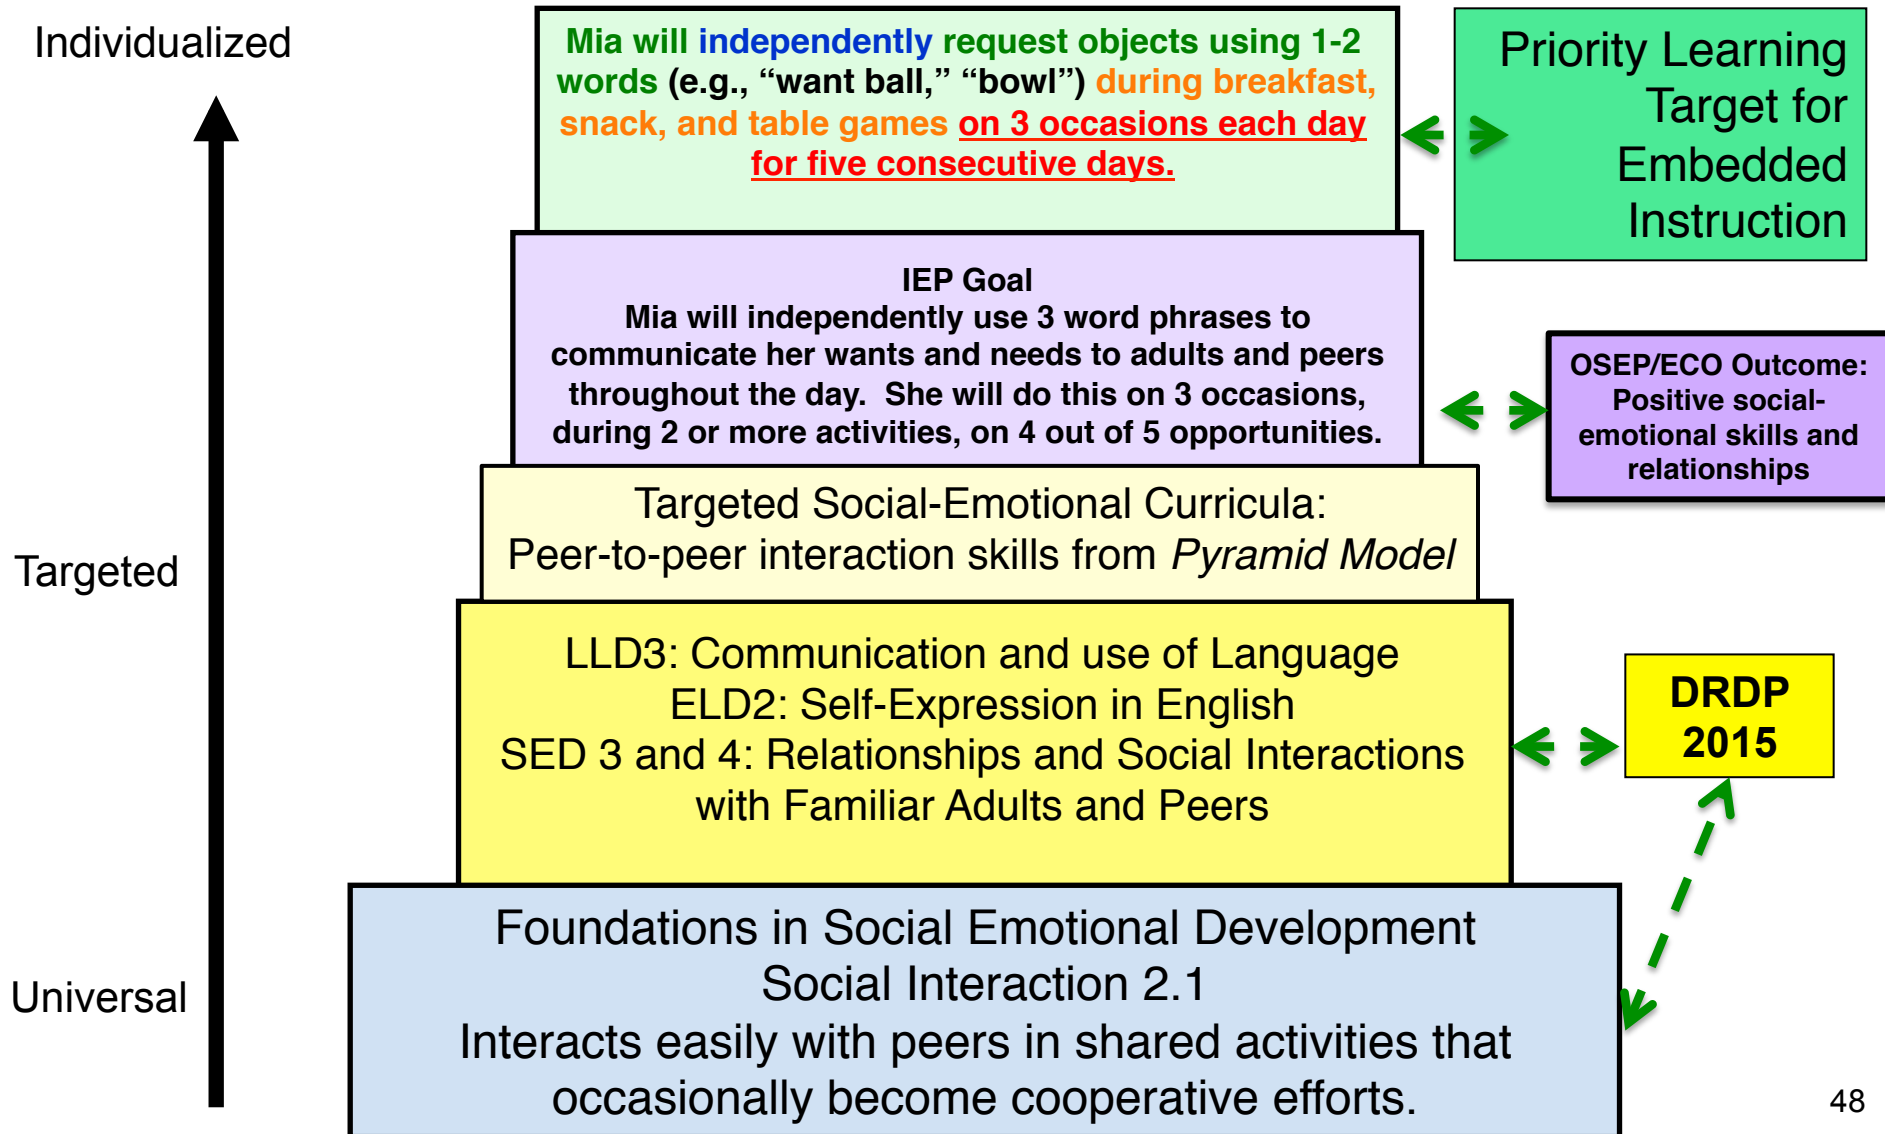 Individualized
Mia will independently request objects using 1-2
words (e.g., “want ball,” “bowl”) during breakfast,
snack, and table games on 3 occasions each day
for five consecutive days.
Priority Learning
Target for
Embedded
Instruction
IEP Goal
Mia will independently use 3 word phrases to
communicate her wants and needs to adults and peers
throughout the day.  She will do this on 3 occasions,
during 2 or more activities, on 4 out of 5 opportunities.
OSEP/ECO Outcome:
Positive social-
emotional skills and
relationships
Targeted
Targeted Social-Emotional Curricula:
Peer-to-peer interaction skills from Pyramid Model
LLD3: Communication and use of Language
ELD2: Self-Expression in English
SED 3 and 4: Relationships and Social Interactions
with Familiar Adults and Peers
DRDP
2015
Universal
Foundations in Social Emotional Development
Social Interaction 2.1
Interacts easily with peers in shared activities that
occasionally become cooperative efforts.
48